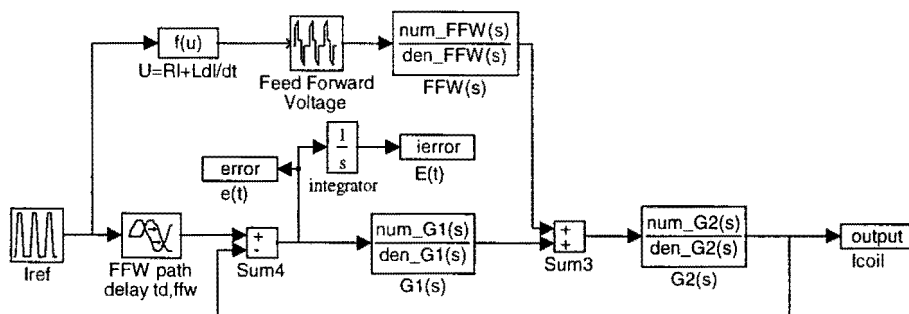 f(u)
U=RI+LdI/dt
Feed Forward
Voltage
num_FFW(s)
den_FFW(s)
FFW(s)
error
e(t)
1
s
integrator
ierror
E(t)
Iref
FFW path
delay td,ffw
+
-
Sum4
num_G1(s)
den_G1(s)
G1(s)
+
+
Sum3
num_G2(s)
den_G2(s)
G2(s)
output
Icoil